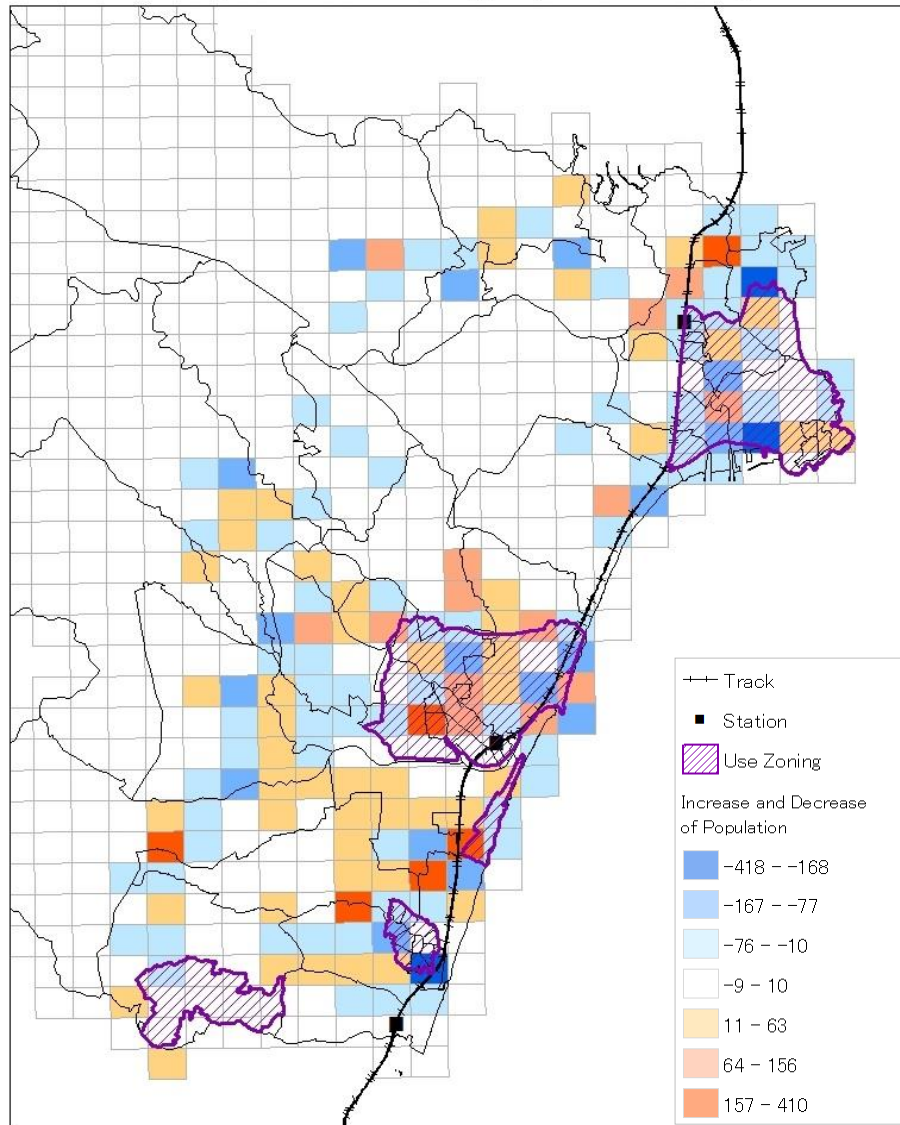 Track
Station
Use Zoning
Increase and Decrease
of Population
-418 - -168
-167 - -77
-76 - -10
-9 - 10
11 - 63
64 - 156
157 - 410